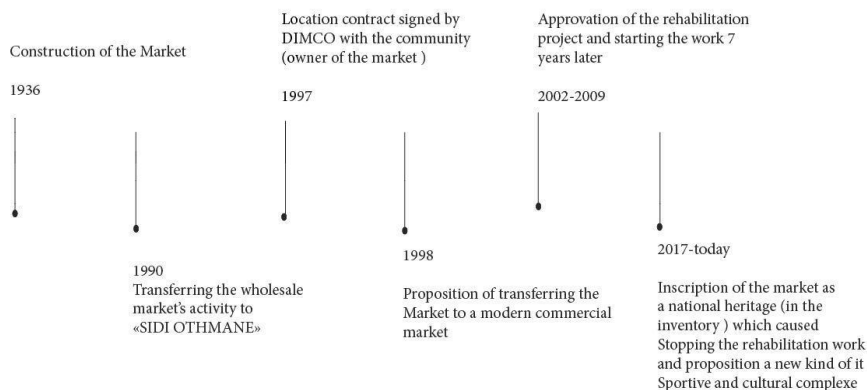 Construction of the Market
1936
1990
Transferring the wholesale
market's activity to
«SIDI OTHMANE»
Location contract signed by
DIMCO with the community
(owner of the market )
1997
1998
Proposition of transferring the
Market to a modern commercial
market
Approvation of the rehabilitation
project and starting the work 7
years later
2002-2009
2017-today
Inscription of the market as
a national heritage (in the
inventory ) which caused
Stopping the rehabilitation work
and proposition a new kind of it
Sportive and cultural complexe